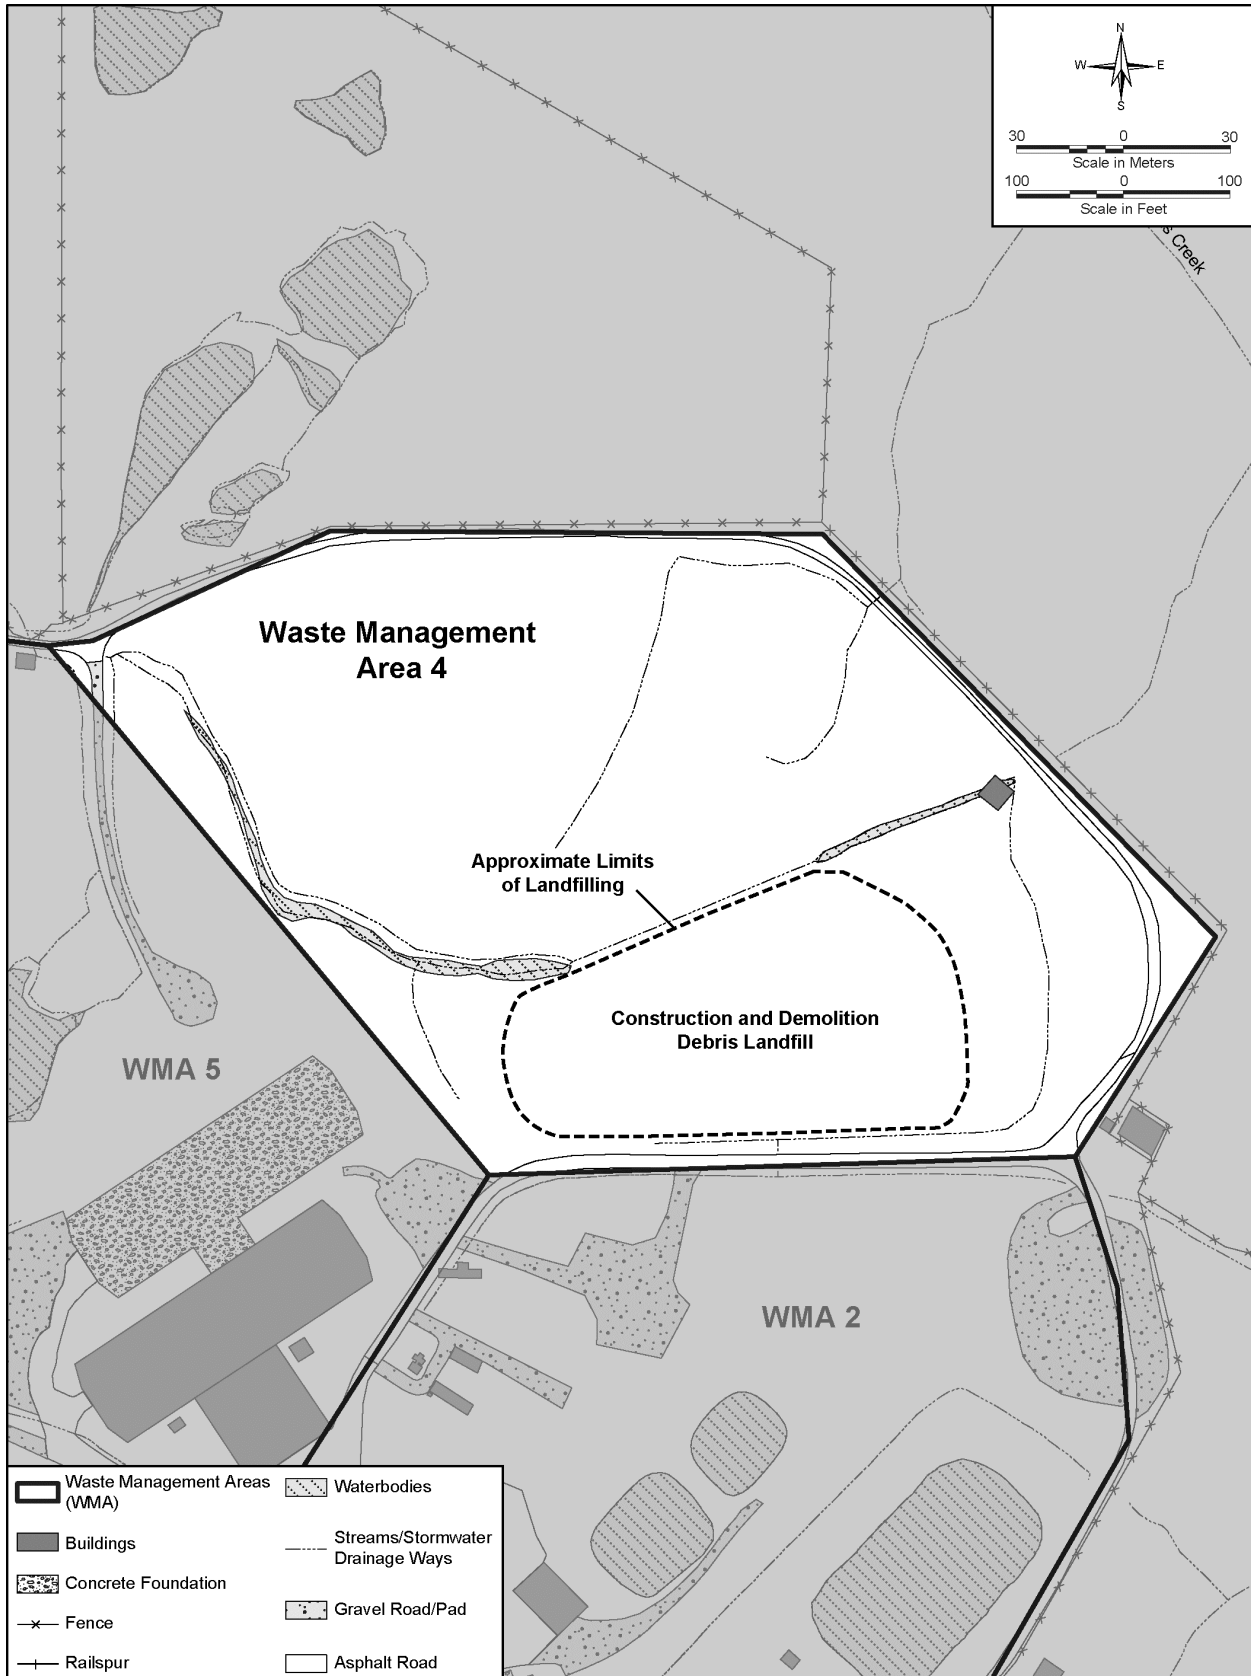 N
W E
S
30 0 30
Scale in Meters
100 0 100
Scale in Feet
Creek
Waste Management
Area 4
Approximate Limits
of Landfilling
Construction and Demolition
Debris Landfill
WMA 5
WMA 2
Waste Management Areas
(WMA)
Buildings
Concrete Foundation
Fence
Railspur
Waterbodies
Streams/Stormwater
Drainage Ways
Gravel Road/Pad
Asphalt Road